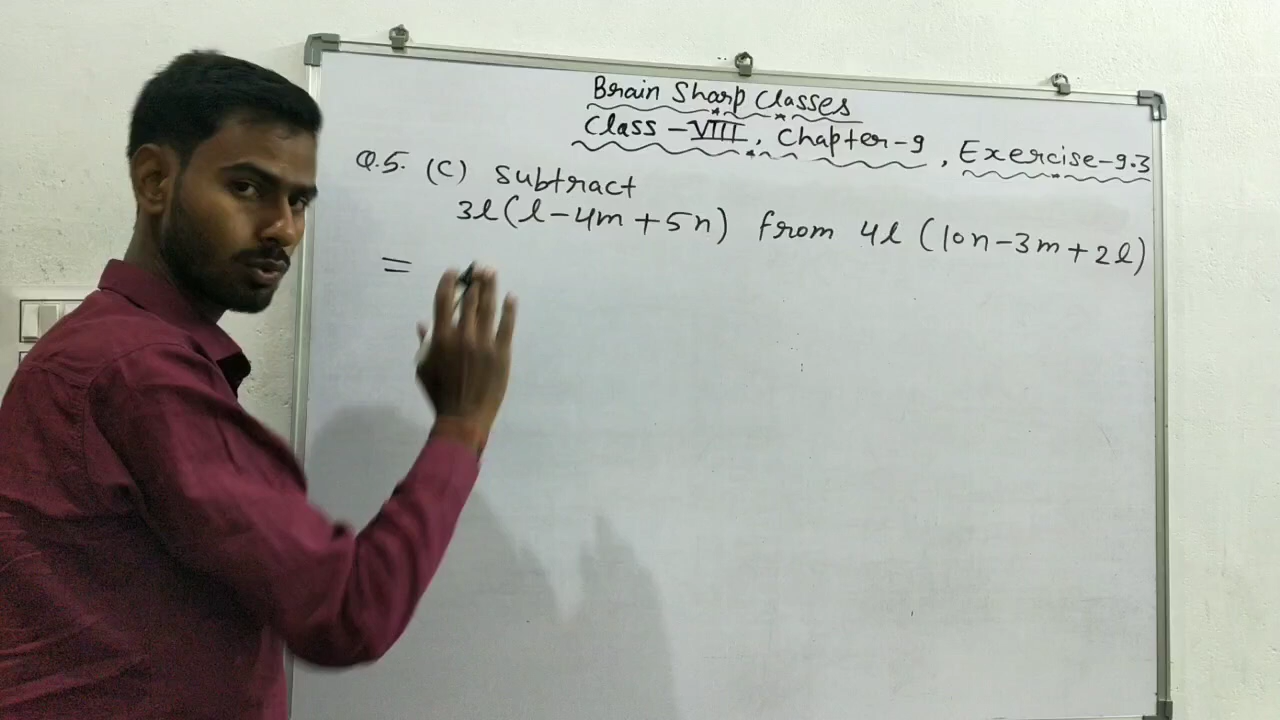 Brain Sharp Classes
Class - VIII, Chapter-9, Exercise-9.3
Q.5. (C) Subtract
3l(l-4m+5n) from 4l (10n-3m+2l)
=